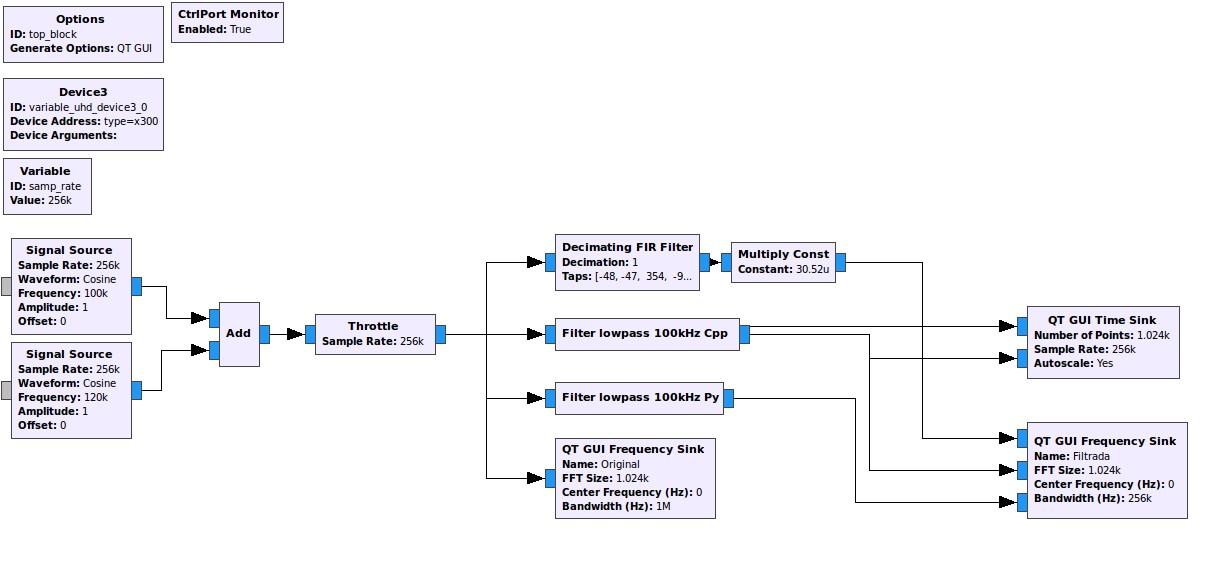 Options
ID: top_block
Generate Options: QT GUI
CtrlPort Monitor
Enabled: True
Device3
ID: variable_uhd_device3_0
Device Address: type=x300
Device Arguments:
Variable
ID: samp_rate
Value: 256k
Signal Source
Sample Rate: 256k
Waveform: Cosine
Frequency: 100k
Amplitude: 1
Offset: 0
Signal Source
Sample Rate: 256k
Waveform: Cosine
Frequency: 120k
Amplitude: 1
Offset: 0
Add
Throttle
Sample Rate: 256k
Decimating FIR Filter
Decimation: 1
Taps: [-48, -47, 354, -9...
Multiply Const
Constant: 30.52u
Filter lowpass 100kHz Cpp
Filter lowpass 100kHz Py
QT GUI Frequency Sink
Name: Original
FFT Size: 1.024k
Center Frequency (Hz): 0
Bandwidth (Hz): 1M
QT GUI Time Sink
Number of Points: 1.024k
Sample Rate: 256k
Autoscale: Yes
QT GUI Frequency Sink
Name: Filtrada
FFT Size: 1.024k
Center Frequency (Hz): 0
Bandwidth (Hz): 256k